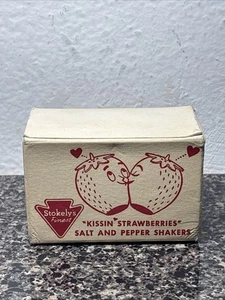 Stokely's
Finest
"KISSIN' STRAWBERRIES"
SALT AND PEPPER SHAKERS